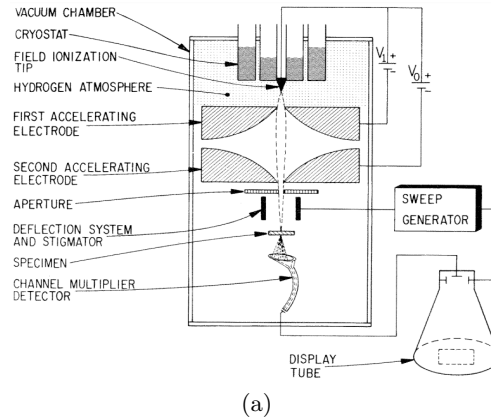 VACUUM CHAMBER
CRYOSTAT
FIELD IONIZATION
TIP
HYDROGEN ATMOSPHERE
FIRST ACCELERATING
ELECTRODE
SECOND ACCELERATING
ELECTRODE
APERTURE
DEFLECTION SYSTEM
AND STIGMATOR
SPECIMEN
CHANNEL MULTIPLIER
DETECTOR
V₁ +
−
V₀ +
−
SWEEP
GENERATOR
DISPLAY
TUBE
(a)